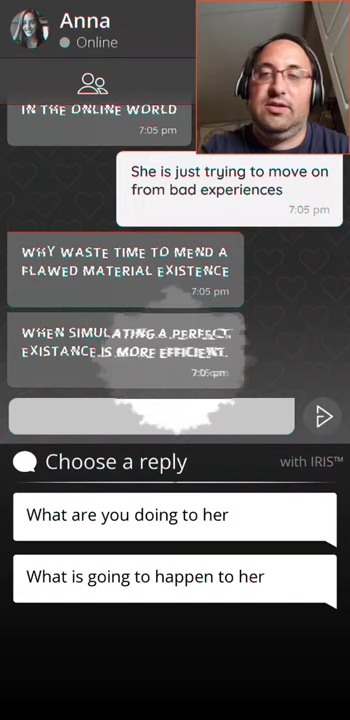 Anna
Online
IN THE ONLINE WORLD
7:05 pm
She is just trying to move on
from bad experiences
7:05 pm
WHY WASTE TIME TO MEND A
FLAWED MATERIAL EXISTENCE
7:05 pm
WHEN SIMULATING A PERFECT
EXISTANCE IS MORE EFFICIENT.
7:05pm
Choose a reply
with IRIS™
What are you doing to her
What is going to happen to her